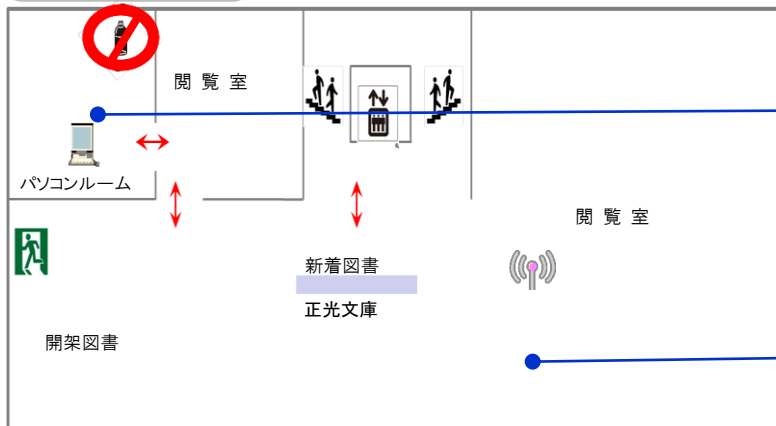 閲 覧 室
パソコンルーム
閲 覧 室
新着図書
正光文庫
開架図書